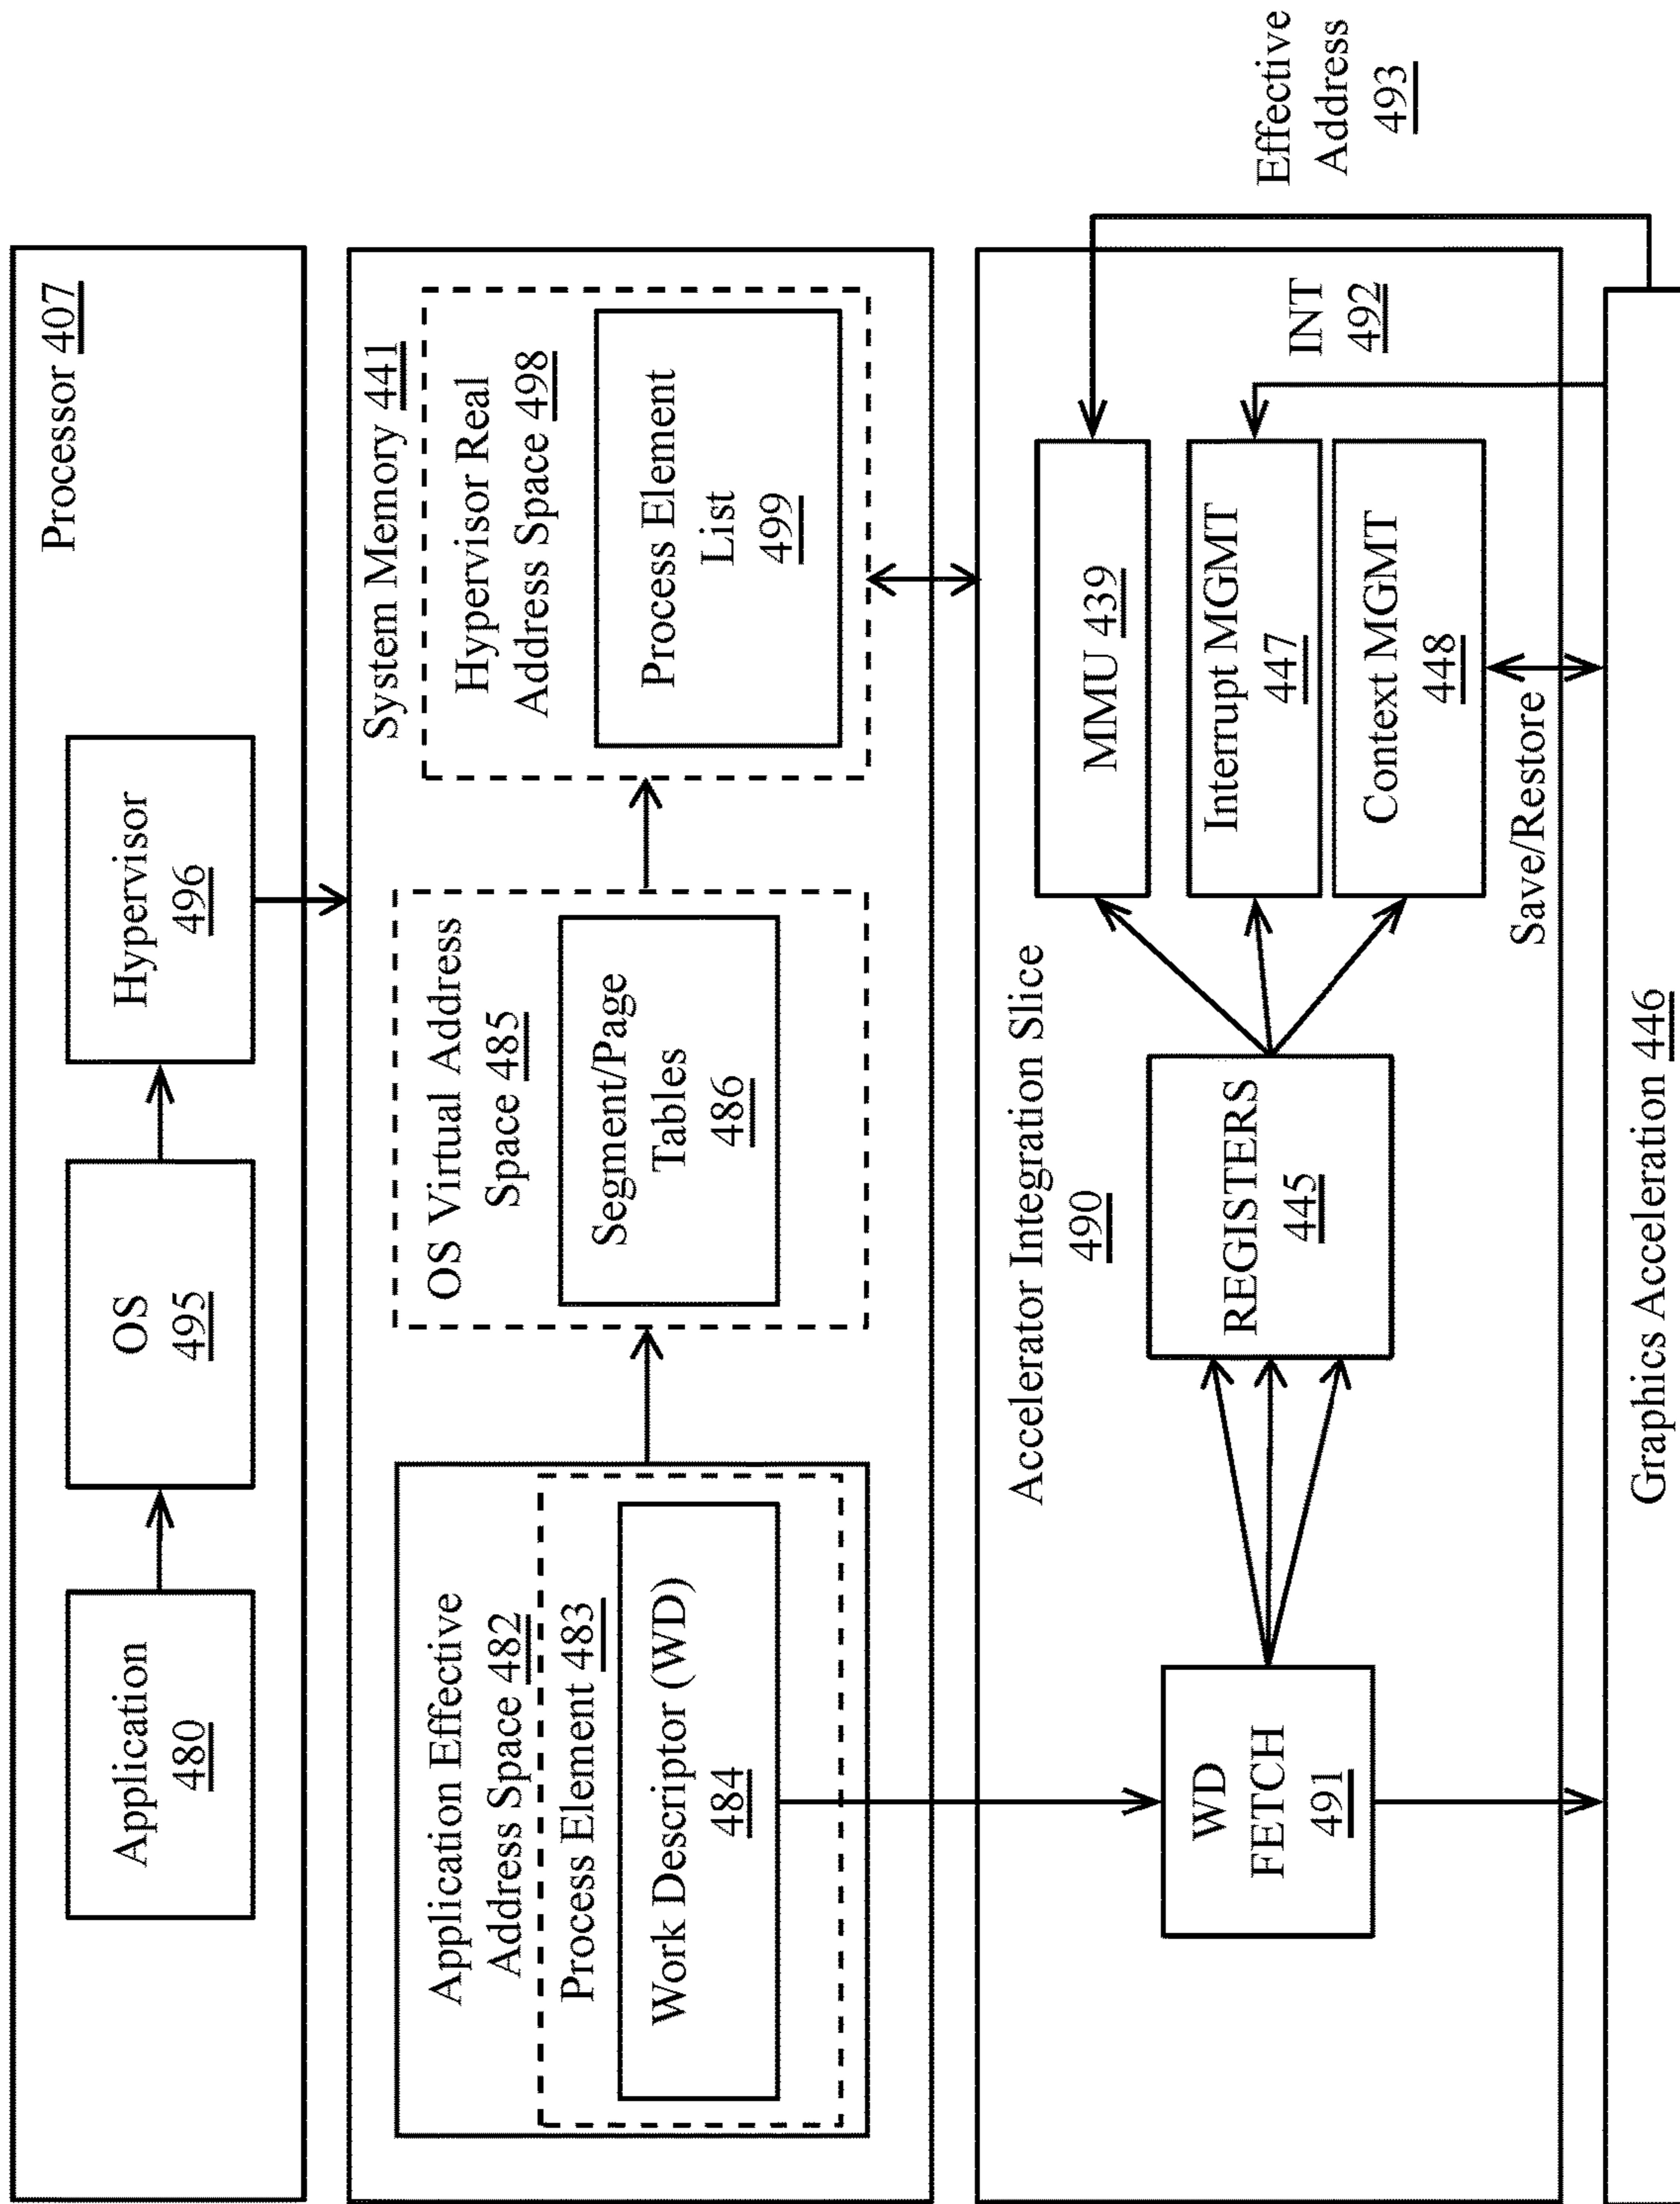 Processor 407
Application
480
OS
495
Hypervisor
496
System Memory 441
Application Effective
Address Space 482
Process Element 483
Work Descriptor (WD)
484
OS Virtual Address
Space 485
Segment/Page
Tables
486
Hypervisor Real
Address Space 498
Process Element
List
499
Accelerator Integration Slice
490
WD
FETCH
491
REGISTERS
445
MMU 439
Interrupt MGMT
447
Context MGMT
448
INT
492
Effective
Address
493
Save/Restore
Graphics Acceleration 446